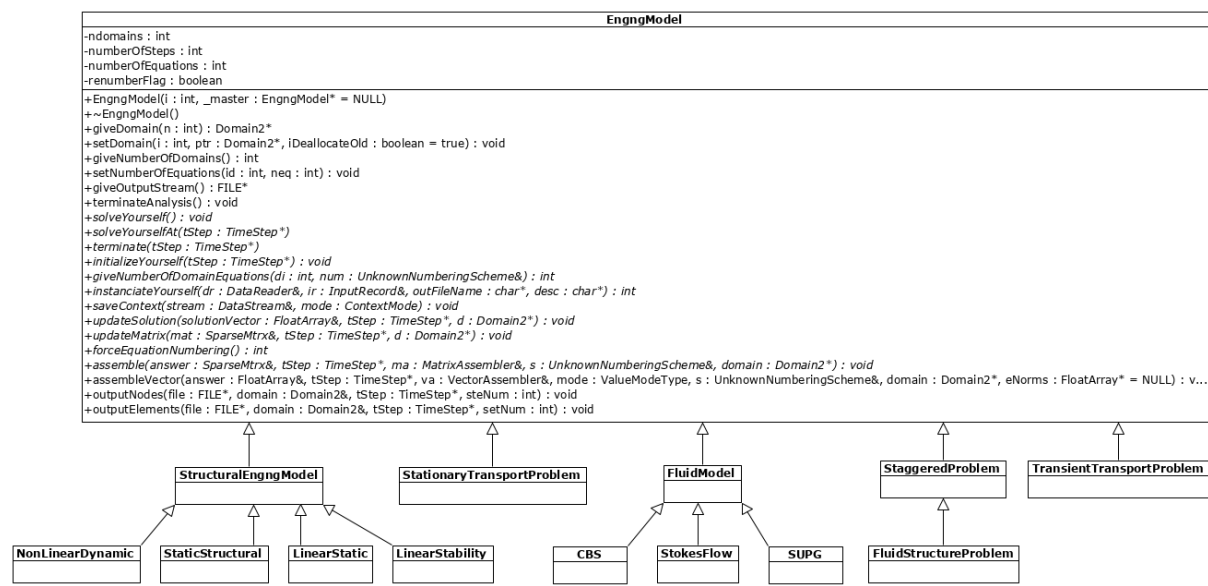 EngngModel
-ndomains : int
-numberOfSteps : int
-numberOfEquations : int
-renumberFlag : boolean
+EngngModel(i : int, _master : EngngModel* = NULL)
+~EngngModel()
+giveDomain(n : int) : Domain2*
+setDomain(i : int, ptr : Domain2*, iDeallocateOld : boolean = true) : void
+giveNumberOfDomains() : int
+setNumberOfEquations(id : int, neq : int) : void
+giveOutputStream() : FILE*
+terminateAnalysis() : void
+solveYourself() : void
+solveYourselfAt(tStep : TimeStep*)
+terminate(tStep : TimeStep*)
+initializeYourself(tStep : TimeStep*) : void
+giveNumberOfDomainEquations(di : int, num : UnknownNumberingScheme&) : int
+instanciateYourself(dr : DataReader&, ir : InputRecord&, outFileName : char*, desc : char*) : int
+saveContext(stream : DataStream&, mode : ContextMode) : void
+updateSolution(solutionVector : FloatArray&, tStep : TimeStep*, d : Domain2*) : void
+updateMatrix(mat : SparseMtrx&, tStep : TimeStep*, d : Domain2*) : void
+forceEquationNumbering() : int
+assemble(answer : SparseMtrx&, tStep : TimeStep*, ma : MatrixAssembler&, s : UnknownNumberingScheme&, domain : Domain2*) : void
+assembleVector(answer : FloatArray&, tStep : TimeStep*, va : VectorAssembler&, mode : ValueModeType, s : UnknownNumberingScheme&, domain : Domain2*, eNorms : FloatArray* = NULL) : v...
+outputNodes(file : FILE*, domain : Domain2&, tStep : TimeStep*, steNum : int) : void
+outputElements(file : FILE*, domain : Domain2&, tStep : TimeStep*, setNum : int) : void
StructuralEngngModel
StationaryTransportProblem
FluidModel
StaggeredProblem
TransientTransportProblem
NonLinearDynamic
StaticStructural
LinearStatic
LinearStability
CBS
StokesFlow
SUPG
FluidStructureProblem